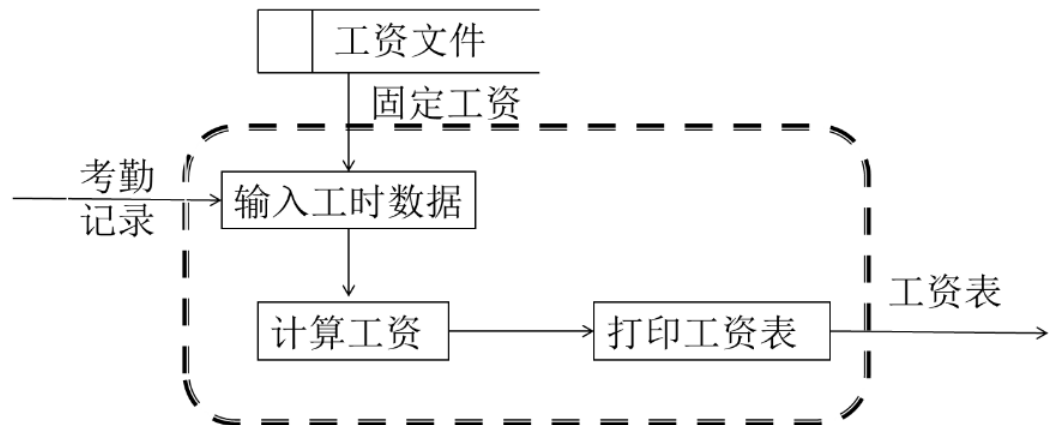 工资文件
固定工资
考勤
记录
输入工时数据
计算工资
打印工资表
工资表